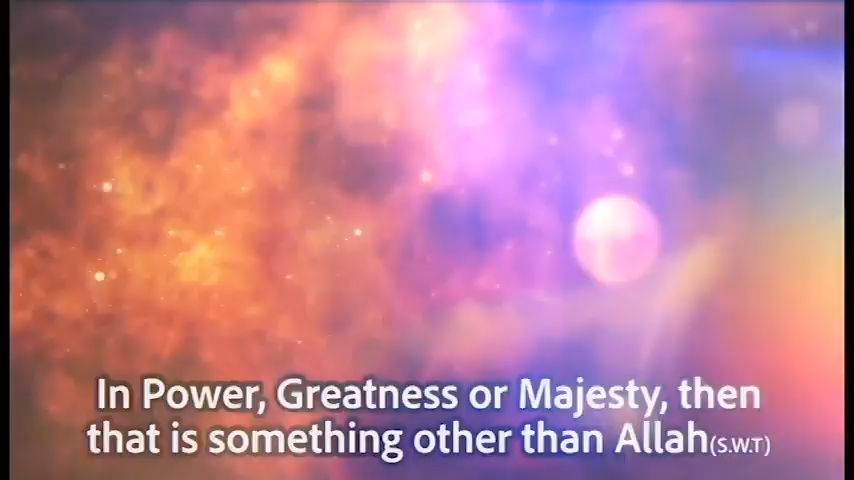 In Power, Greatness or Majesty, then
that is something other than Allah(S.W.T)